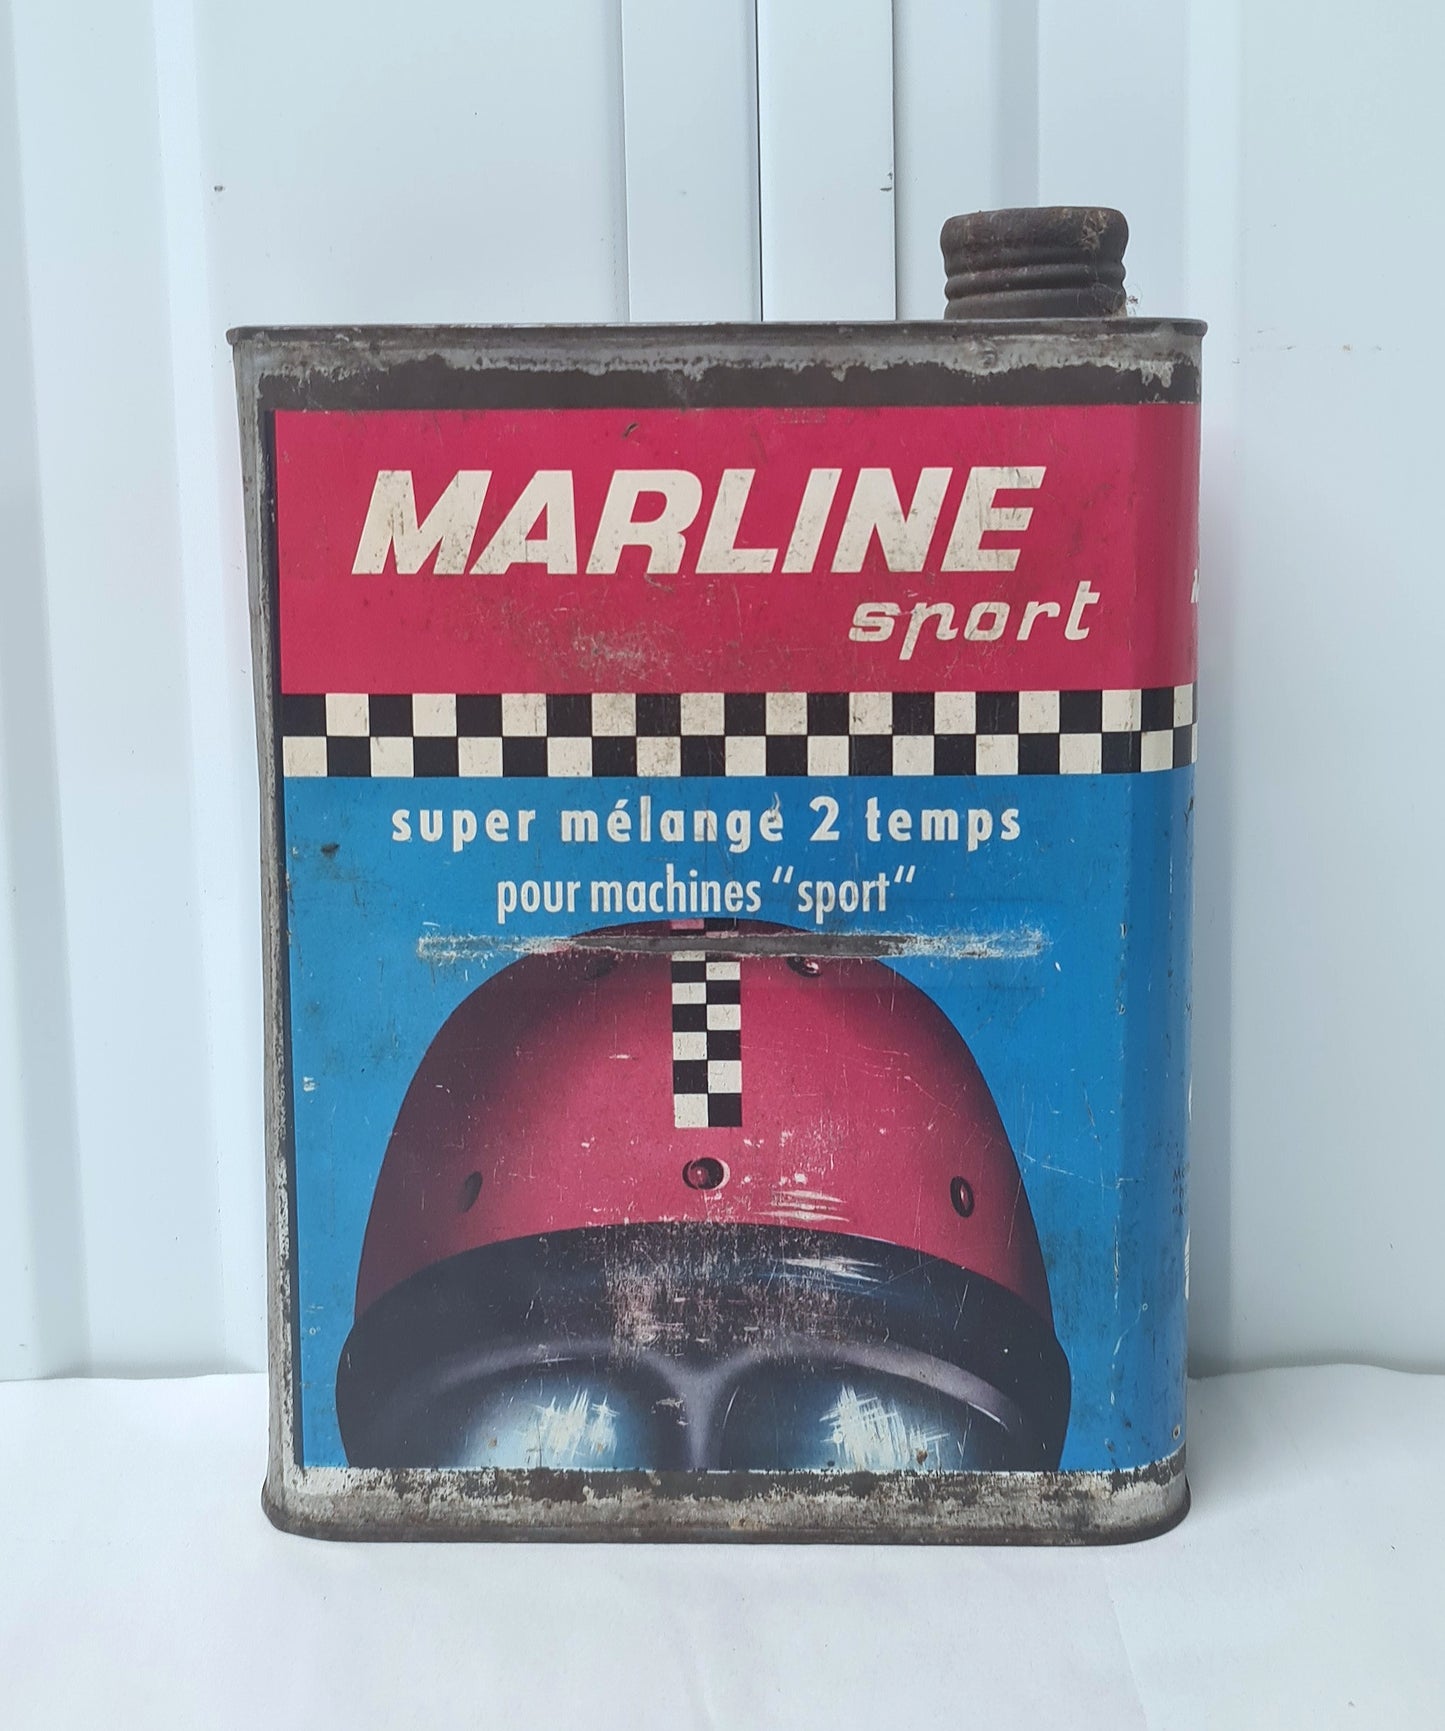 MARLINE
sport
super mélange 2 temps
pour machines “sport“